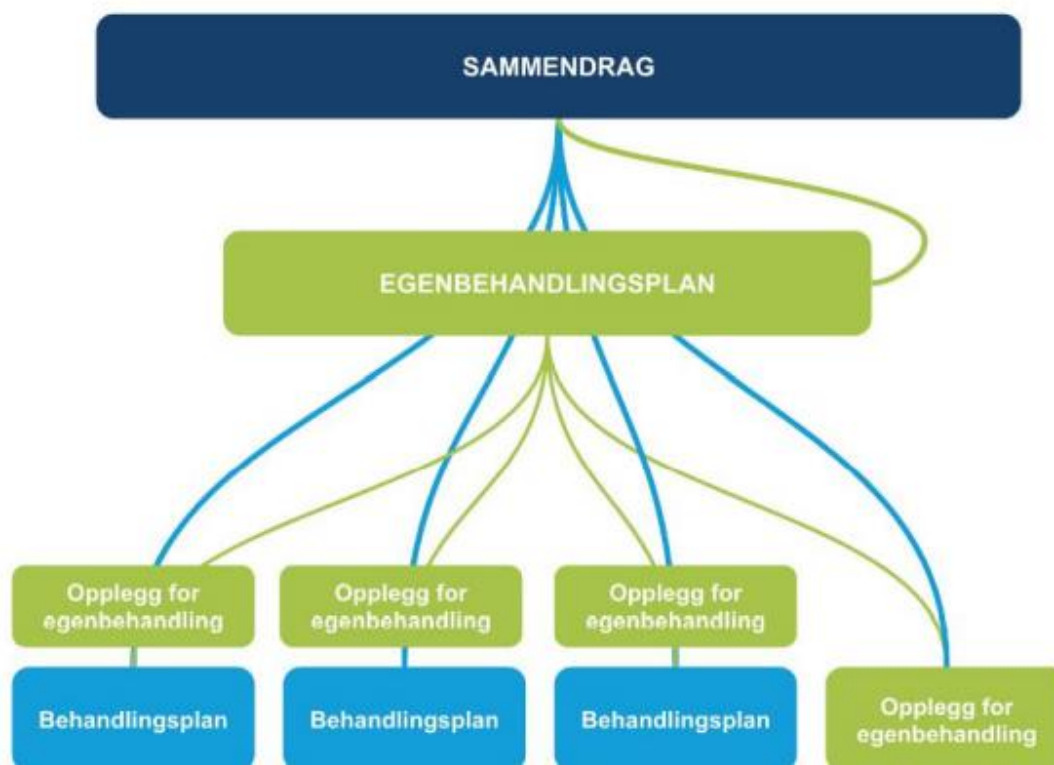 SAMMENDRAG
EGENBEHANDLINGSPLAN
Opplegg for
egenbehandling
Opplegg for
egenbehandling
Opplegg for
egenbehandling
Behandlingsplan
Behandlingsplan
Behandlingsplan
Opplegg for
egenbehandling